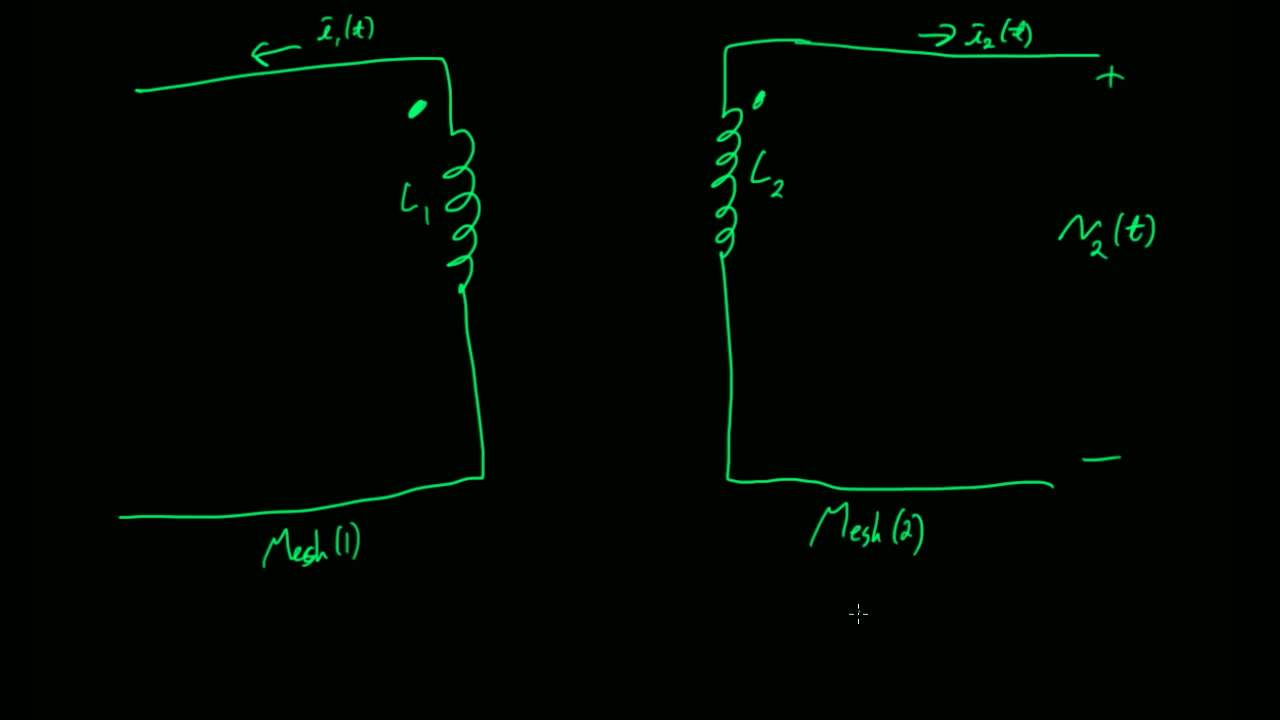 ← i₁(t)
→ i₂(t)
+
L₁
L₂
v₂(t)
−
Mesh (1)
Mesh (2)